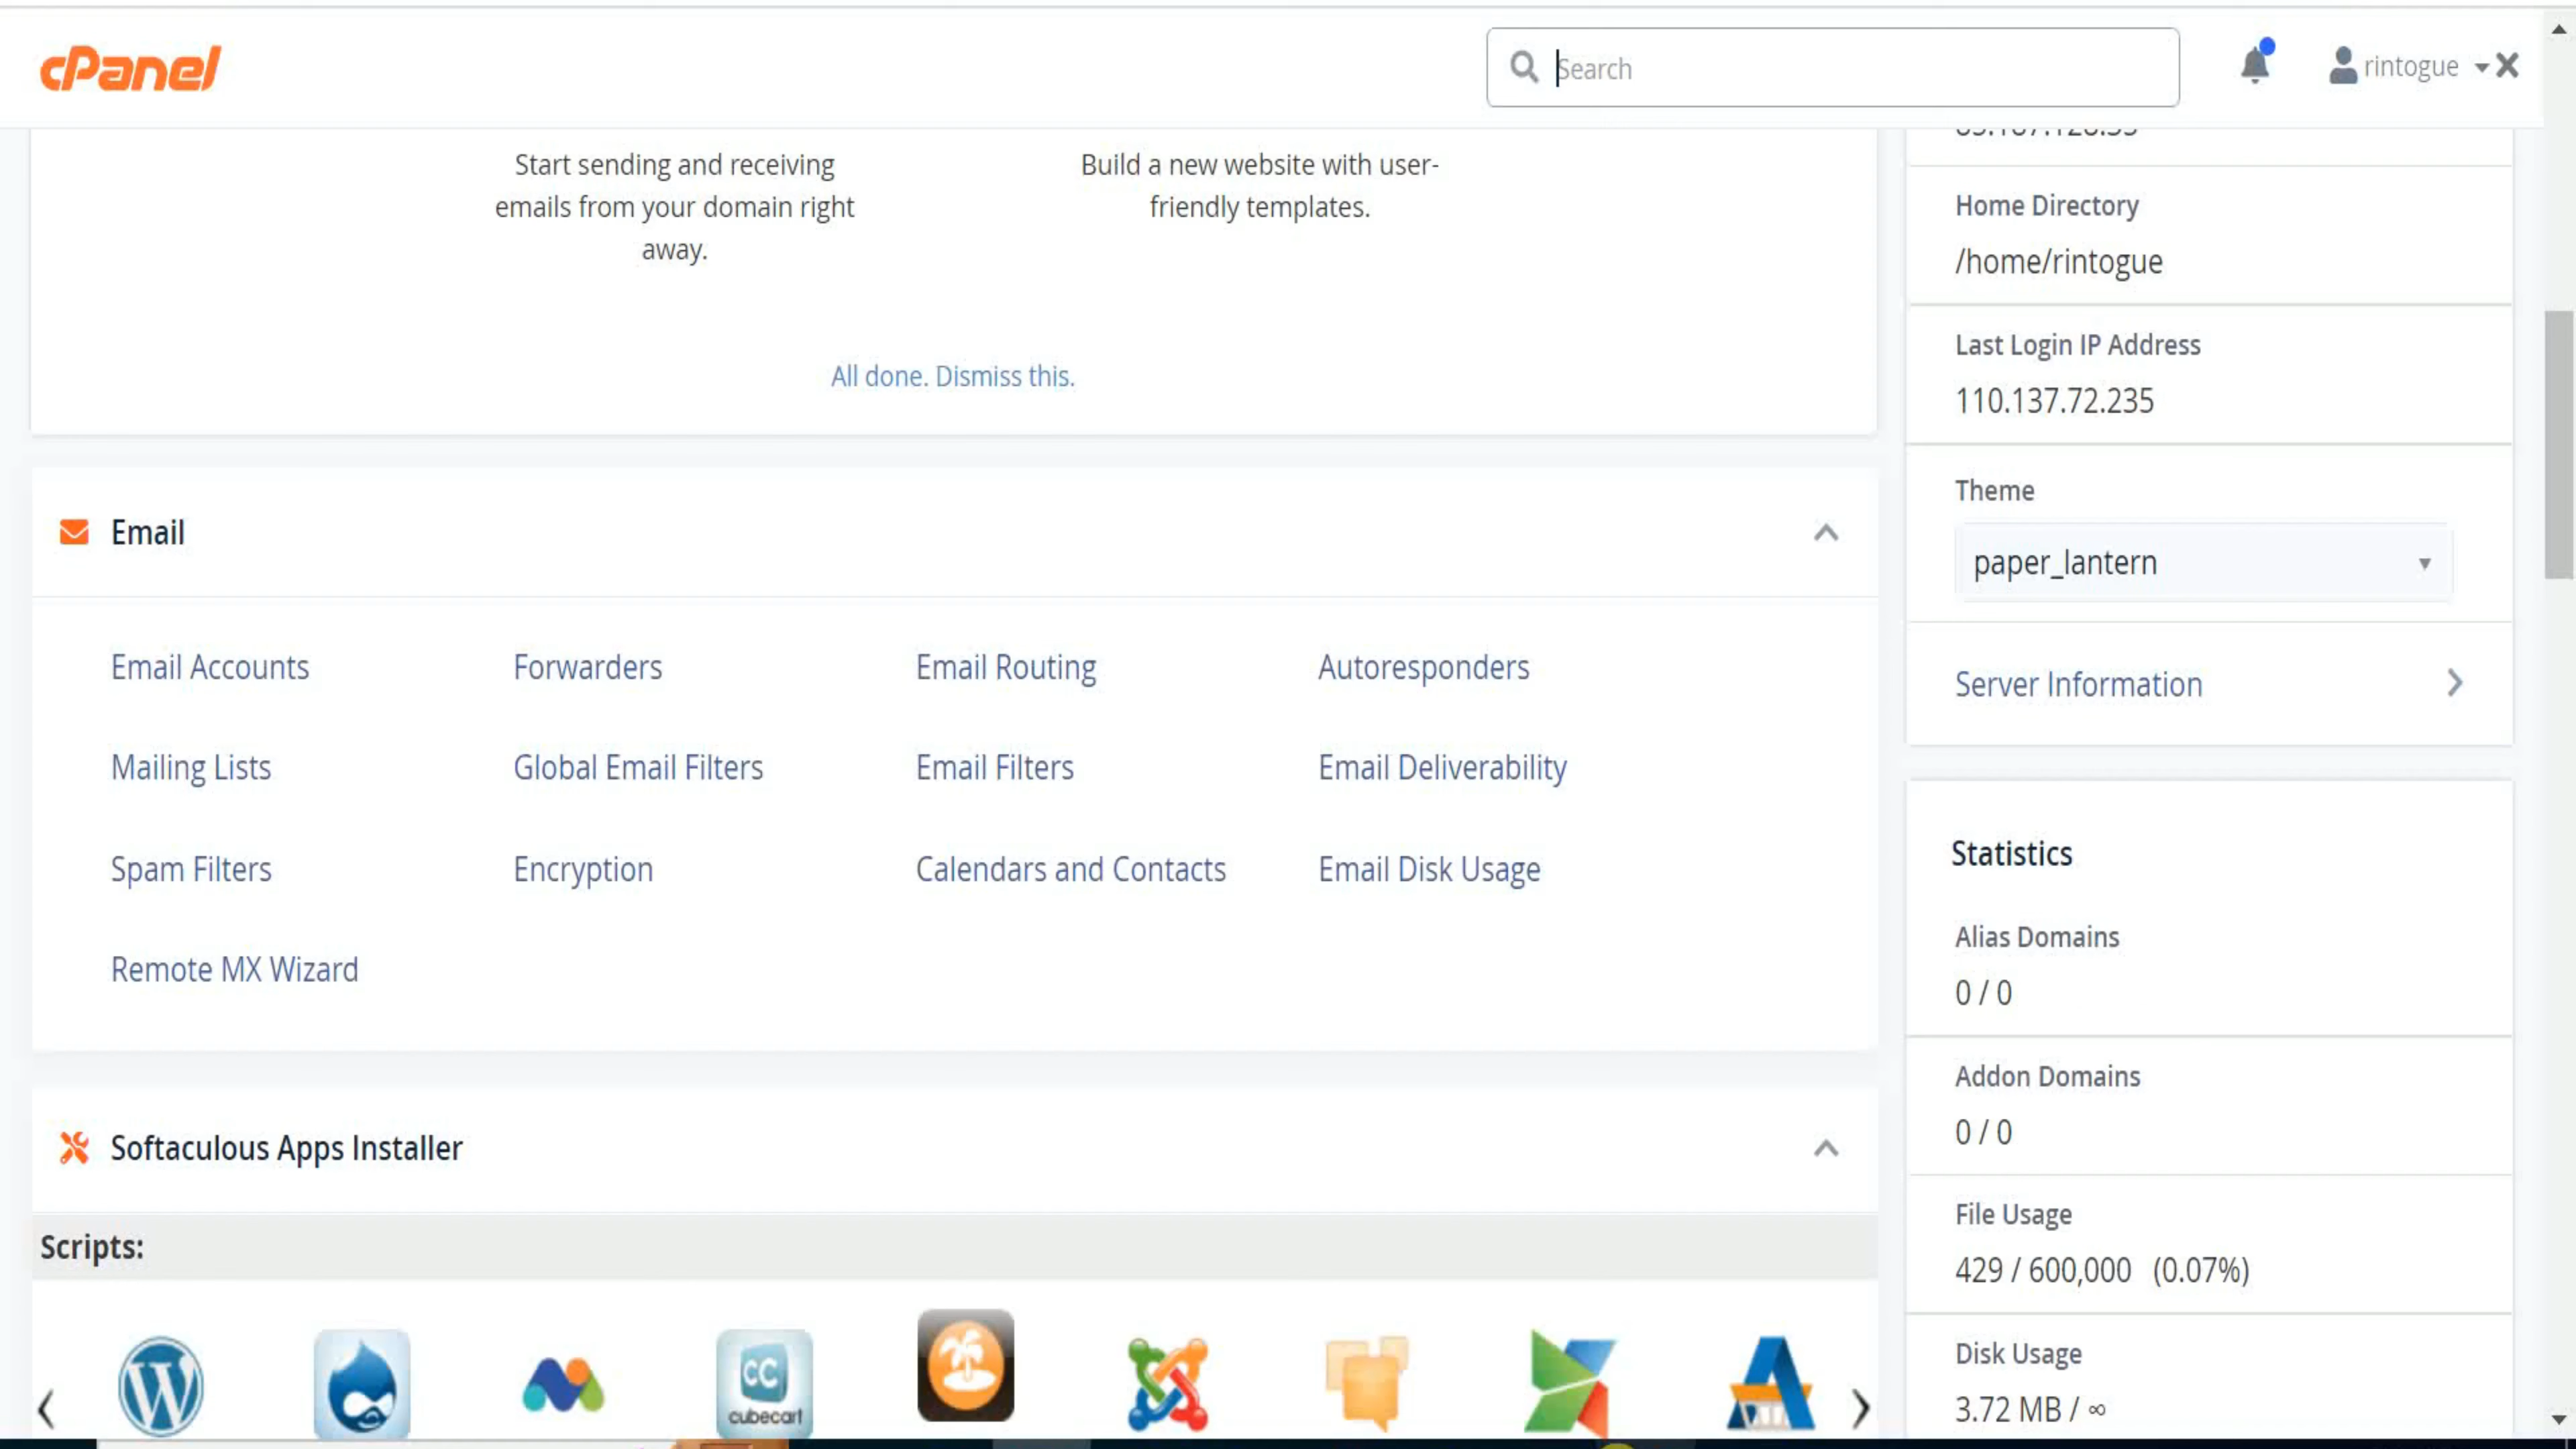 cPanel
Search
rintogue
Start sending and receiving
emails from your domain right
away.
Build a new website with user-
friendly templates.
All done. Dismiss this.
Email
Email Accounts
Forwarders
Email Routing
Autoresponders
Mailing Lists
Global Email Filters
Email Filters
Email Deliverability
Spam Filters
Encryption
Calendars and Contacts
Email Disk Usage
Remote MX Wizard
Softaculous Apps Installer
Scripts:
CC
cubecart
Home Directory
/home/rintogue
Last Login IP Address
110.137.72.235
Theme
paper_lantern
Server Information
Statistics
Alias Domains
0 / 0
Addon Domains
0 / 0
File Usage
429 / 600,000 (0.07%)
Disk Usage
3.72 MB / ∞